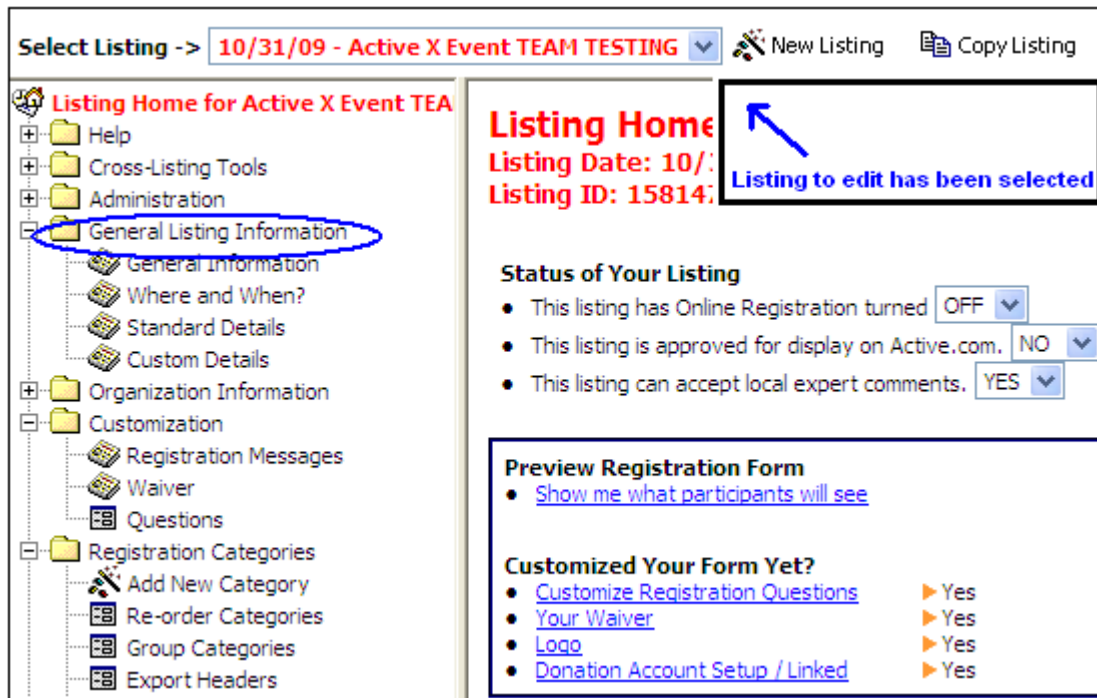 Select Listing -> 10/31/09 - Active X Event TEAM TESTING New Listing Copy Listing
Listing Home for Active X Event TEA
Help
Cross-Listing Tools
Administration
General Listing Information
General Information
Where and When?
Standard Details
Custom Details
Organization Information
Customization
Registration Messages
Waiver
Questions
Registration Categories
Add New Category
Re-order Categories
Group Categories
Export Headers
Listing Home
Listing Date: 10/
Listing ID: 15814
Listing to edit has been selected
Status of Your Listing
• This listing has Online Registration turned OFF
• This listing is approved for display on Active.com. NO
• This listing can accept local expert comments. YES
Preview Registration Form
• Show me what participants will see
Customized Your Form Yet?
• Customize Registration Questions Yes
• Your Waiver Yes
• Logo Yes
• Donation Account Setup / Linked Yes